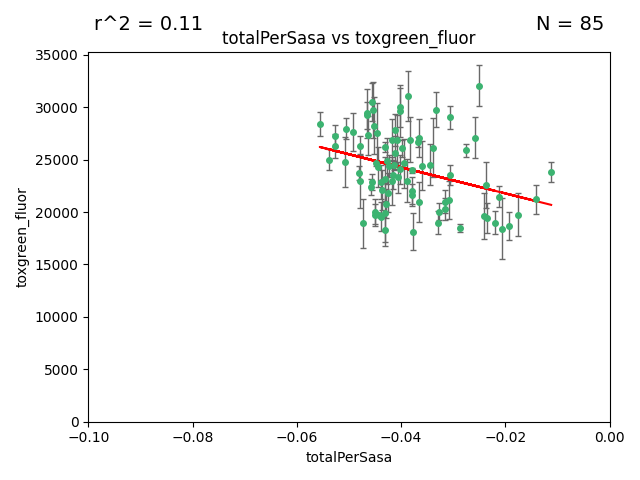 r^2 = 0.11
N = 85
totalPerSasa vs toxgreen_fluor
35000
30000
25000
20000
15000
10000
5000
0
toxgreen_fluor
−0.10
−0.08
−0.06
−0.04
−0.02
0.00
totalPerSasa